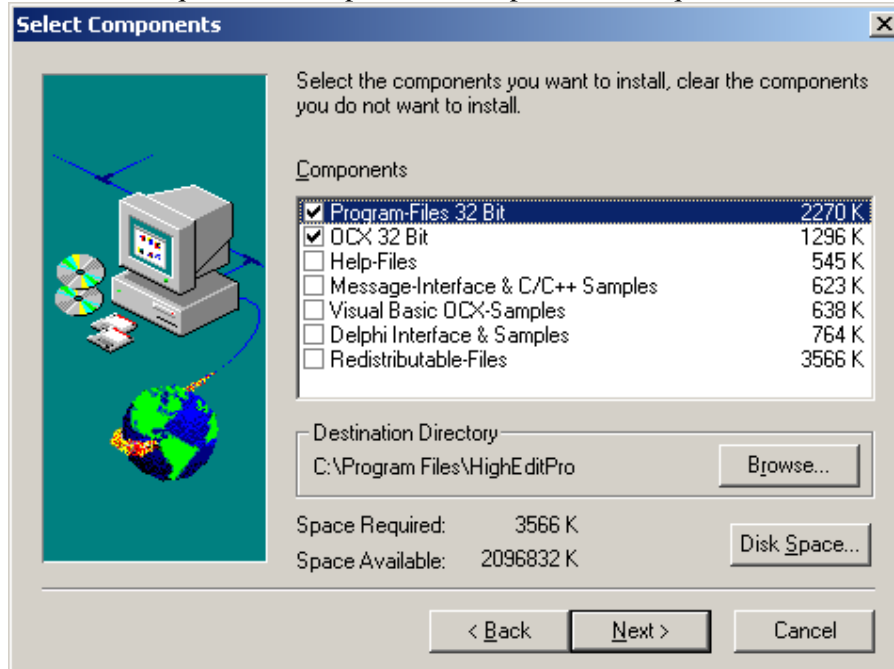 Select Components
Select the components you want to install, clear the components
you do not want to install.
Components
Program-Files 32 Bit 2270 K
OCX 32 Bit 1296 K
Help-Files 545 K
Message-Interface & C/C++ Samples 623 K
Visual Basic OCX-Samples 638 K
Delphi Interface & Samples 764 K
Redistributable-Files 3566 K
Destination Directory
C:\Program Files\HighEditPro Browse...
Space Required: 3566 K
Space Available: 2096832 K
Disk Space...
< Back Next > Cancel